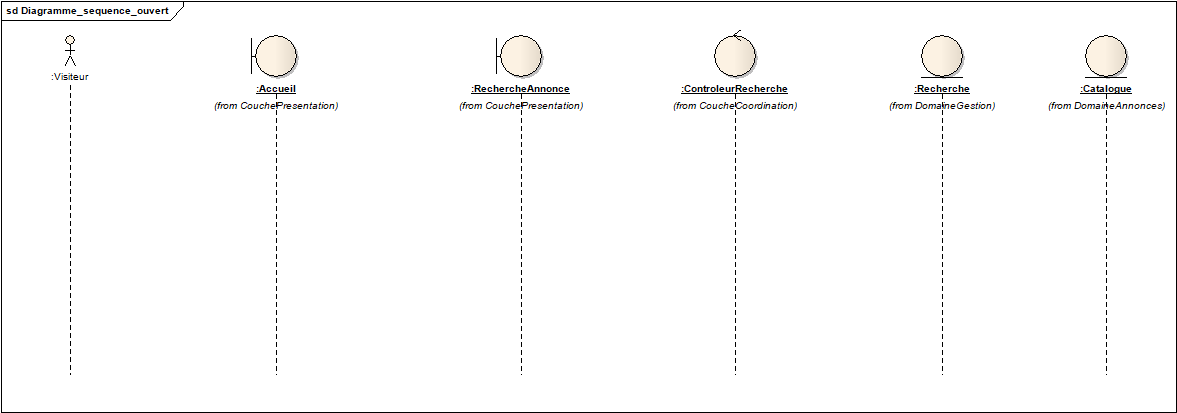 sd Diagramme_sequence_ouvert
:Visiteur
:Accueil
(from CouchePresentation)
:RechercheAnnonce
(from CouchePresentation)
:ControleurRecherche
(from CoucheCoordination)
:Recherche
(from DomaineGestion)
:Catalogue
(from DomaineAnnonces)